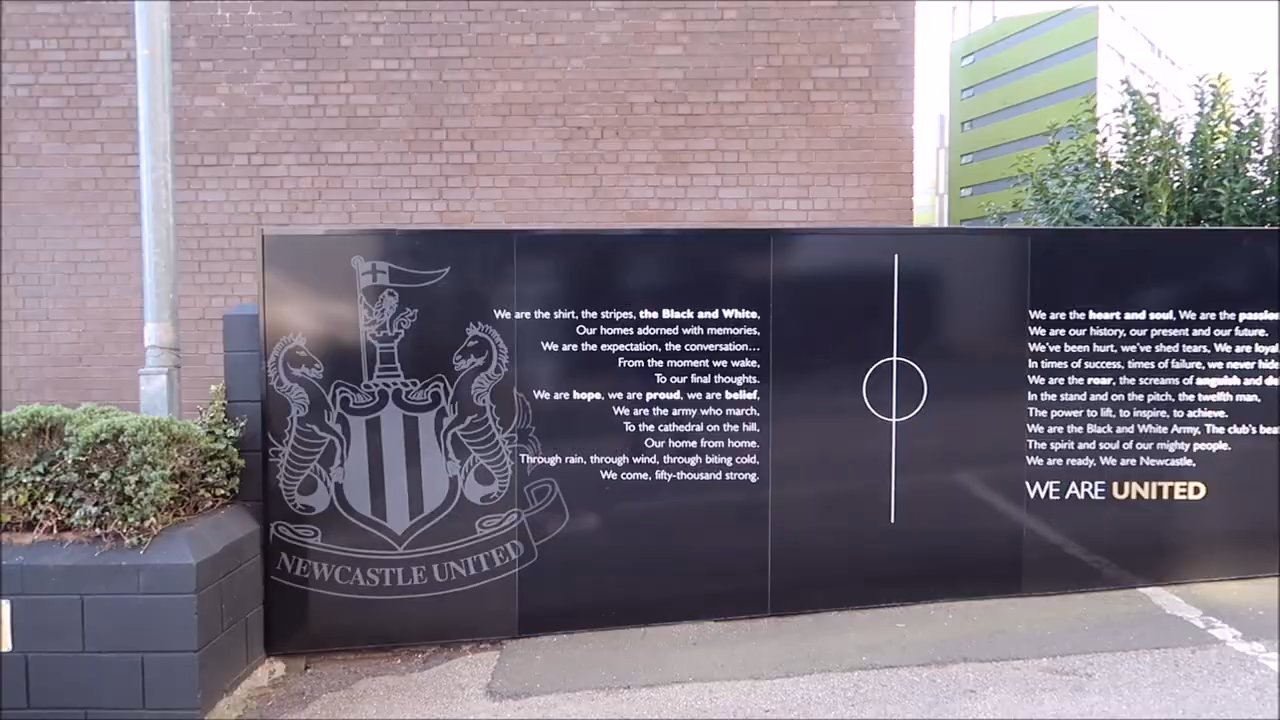 We are the shirt, the stripes, the Black and White,
Our homes adorned with memories,
We are the expectation, the conversation...
From the moment we wake,
To our final thoughts.
We are hope, we are proud, we are belief,
We are the army who march,
To the cathedral on the hill,
Our home from home.
Through rain, through wind, through biting cold,
We come, fifty-thousand strong.
NEWCASTLE UNITED
We are the heart and soul, We are the
We are our history, our present and our future.
We've been hurt, we've shed tears, We are loyal
In times of success, times of failure, we never hide
We are the roar, the screams of anguish and
In the stand and on the pitch, the twelfth man,
The power to lift, to inspire, to achieve.
We are the Black and White Army, The club's
The spirit and soul of our mighty people.
We are ready, We are Newcastle,
WE ARE UNITED